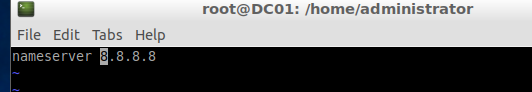 root@DC01: /home/administrator
File Edit Tabs Help
nameserver 8.8.8.8
~
~